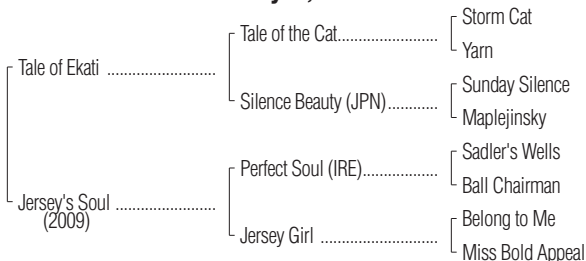 Storm Cat
Tale of the Cat........................
Yarn
Tale of Ekati ..........................
Sunday Silence
Silence Beauty (JPN)............
Maplejinsky
Sadler's Wells
Perfect Soul (IRE)..................
Ball Chairman
Jersey's Soul ........................
(2009)
Belong to Me
Jersey Girl ............................
Miss Bold Appeal